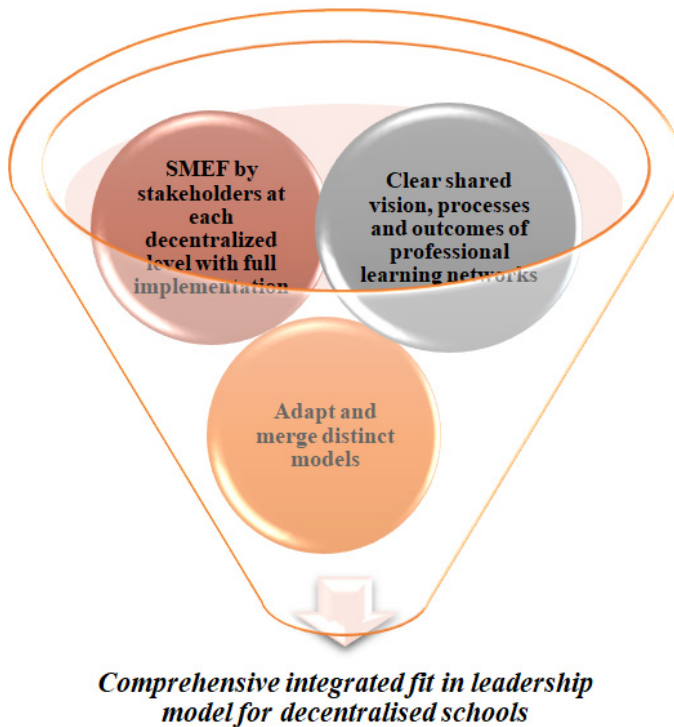 SMEF by
stakeholders at
each
decentralized
level with full
implementation
Clear shared
vision, processes
and outcomes of
professional
learning networks
Adapt and
merge distinct
models
Comprehensive integrated fit in leadership
model for decentralised schools